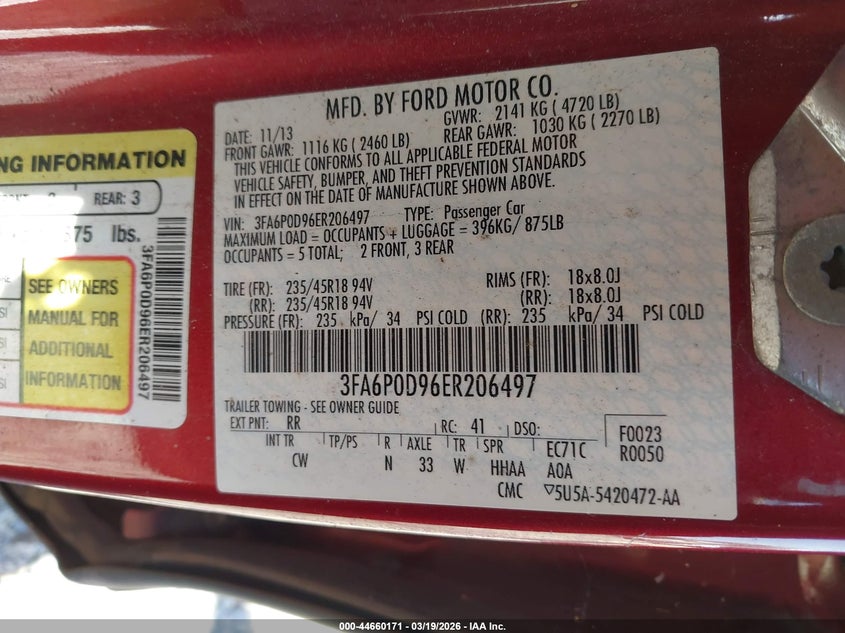 NG INFORMATION
REAR: 3
675 lbs.
SEE OWNERS
MANUAL FOR
ADDITIONAL
INFORMATION
3FA6P0D96ER206497
MFD. BY FORD MOTOR CO.
DATE: 11/13 GVWR: 2141 KG ( 4720 LB)
FRONT GAWR: 1116 KG ( 2460 LB) REAR GAWR: 1030 KG ( 2270 LB)
THIS VEHICLE CONFORMS TO ALL APPLICABLE FEDERAL MOTOR
VEHICLE SAFETY, BUMPER, AND THEFT PREVENTION STANDARDS
IN EFFECT ON THE DATE OF MANUFACTURE SHOWN ABOVE.
VIN: 3FA6P0D96ER206497 TYPE: Passenger Car
MAXIMUM LOAD = OCCUPANTS + LUGGAGE = 396KG/ 875LB
OCCUPANTS = 5 TOTAL; 2 FRONT, 3 REAR
TIRE (FR): 235/45R18 94V RIMS (FR): 18x8.0J
(RR): 235/45R18 94V (RR): 18x8.0J
PRESSURE (FR): 235 kPa/ 34 PSI COLD (RR): 235 kPa/ 34 PSI COLD
3FA6P0D96ER206497
TRAILER TOWING - SEE OWNER GUIDE
EXT PNT: RR RC: 41 DSO: F0023
INT TR TP/PS R AXLE TR SPR EC71C R0050
CW N 33 W HHAA A0A
CMC ▽5U5A-5420472-AA
000-44660171 - 03/19/2026 - IAA Inc.